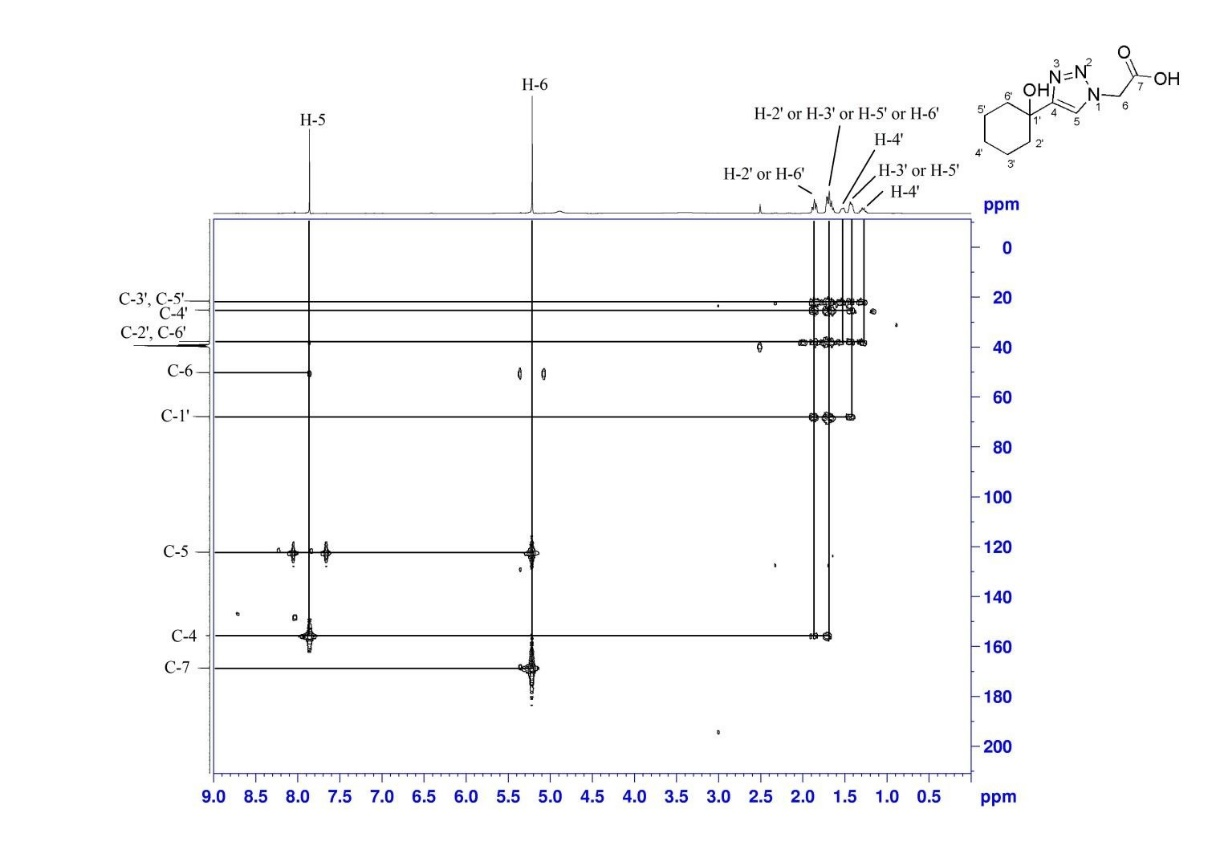 O
N
3
N
2
OH
7
OH
N
1
6
6'
5'
1'
4
5
4'
3'
2'
H-6
H-5
H-2' or H-3' or H-5' or H-6'
H-4'
H-2' or H-6'
H-3' or H-5'
H-4'
ppm
0
C-3', C-5'
20
C-4'
C-2', C-6'
40
C-6
60
C-1'
80
100
C-5
120
140
C-4
160
C-7
180
200
9.0 8.5 8.0 7.5 7.0 6.5 6.0 5.5 5.0 4.5 4.0 3.5 3.0 2.5 2.0 1.5 1.0 0.5 ppm